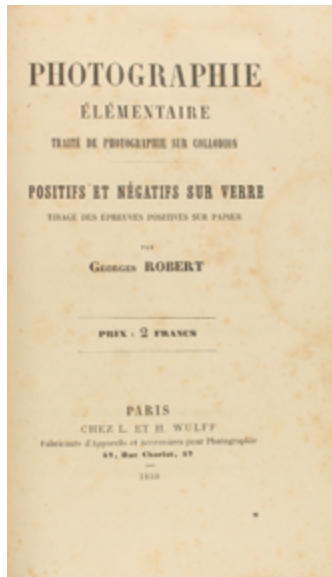 PHOTOGRAPHIE
ÉLÉMENTAIRE
TRAITÉ DE PHOTOGRAPHIE SUR COLLODION
POSITIFS ET NÉGATIFS SUR VERRE
TIRAGE DES ÉPREUVES POSITIVES SUR PAPIER
PAR
GEORGES ROBERT
PRIX : 2 FRANCS
PARIS
CHEZ L. ET H. WULFF
Fabricants d'Appareils et accessoires pour Photographie
Rue Charlot